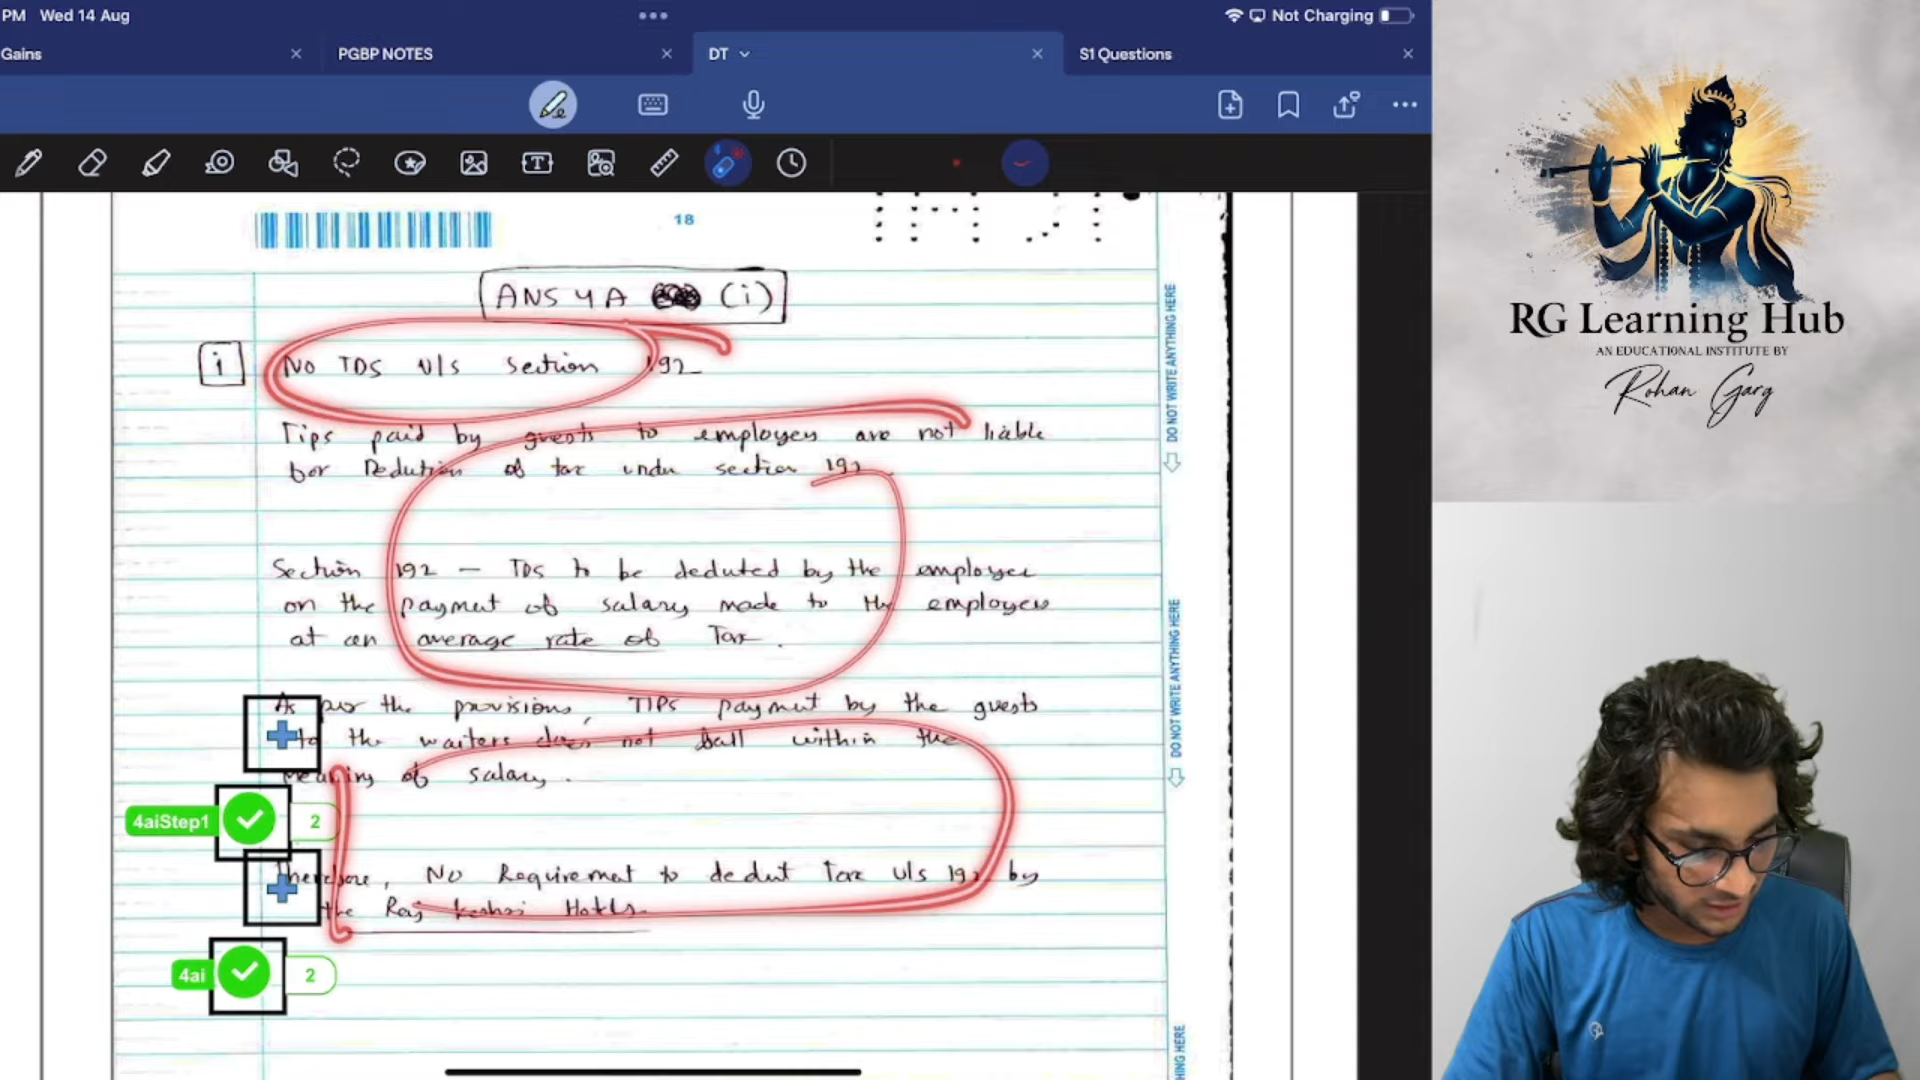 PM Wed 14 Aug
Not Charging
Gains
PGBP NOTES
DT
S1 Questions
18
ANS 4A (i)
i No TDS U/s Section 192
Tips paid by guests to employees are not liable
for Dedution of tax under section 192
Section 192 – TDS to be deducted by the employer
on the payment of salary made to the employees
at an average rate of Tax.
As per the provisions, TIPs payment by the guests
to the waiters does not fall within the
meaning of salary.
4aiStep1 2
Therefore, No Requirement to deduct Tax U/s 192 by
the Raj Hotels.
4ai 2
DO NOT WRITE ANYTHING HERE
DO NOT WRITE ANYTHING HERE
HING HERE
RG Learning Hub
AN EDUCATIONAL INSTITUTE BY
Rohan Garg